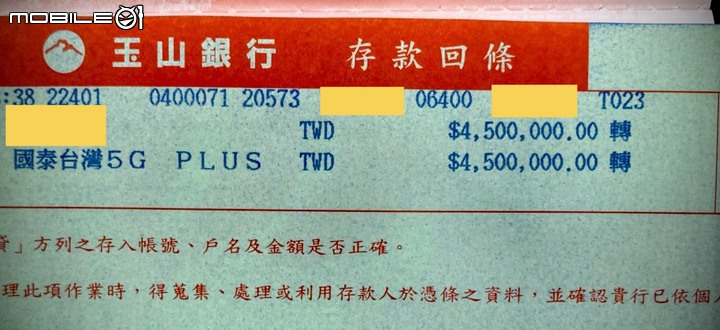 MOBILE01
玉山銀行 存款回條
:38 22401 0400071 20573 06400 T023
TWD $4,500,000.00 轉
國泰台灣5G PLUS TWD $4,500,000.00 轉
」方列之存入帳號、戶名及金額是否正確。
理此項作業時，得蒐集、處理或利用存款人於憑條之資料，並確認貴行已依個